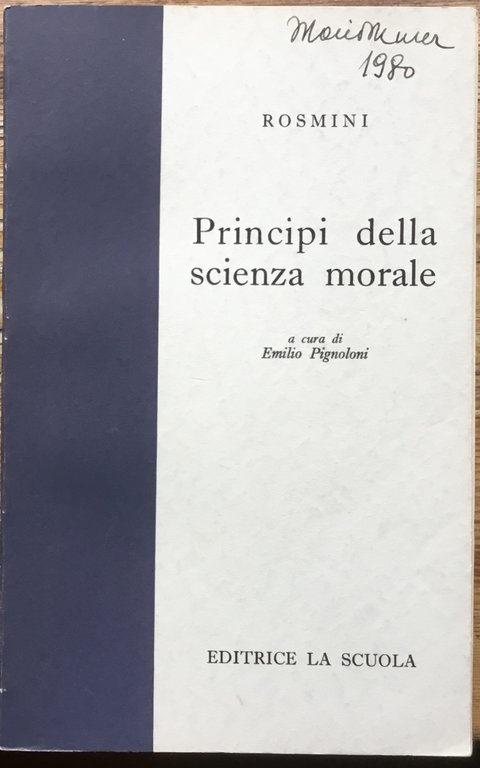 1980
ROSMINI
Principi della
scienza morale
a cura di
Emilio Pignoloni
EDITRICE LA SCUOLA